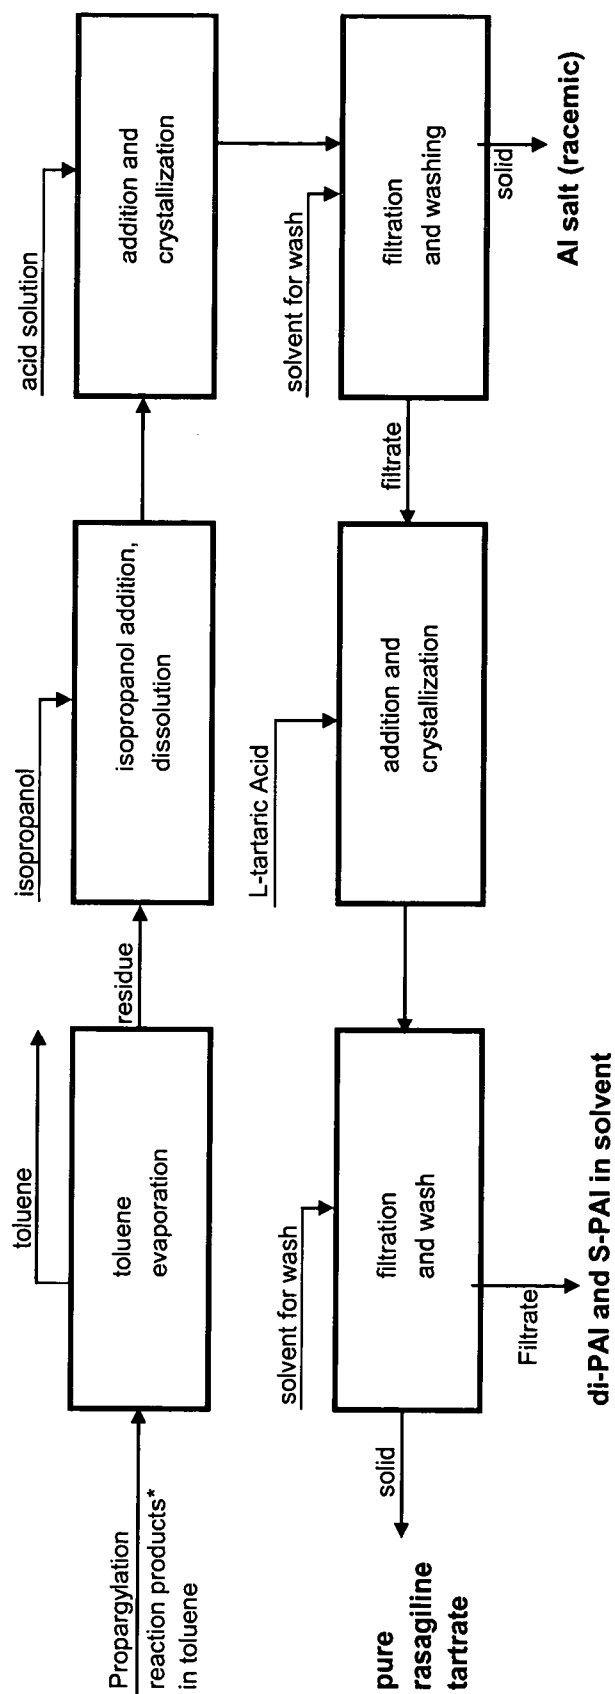 Propargylation
reaction products*
in toluene
toluene
toluene
evaporation
residue
isopropanol
isopropanol addition,
dissolution
acid solution
addition and
crystallization
solvent for wash
filtration
and washing
solid
AI salt (racemic)
filtrate
L-tartaric Acid
addition and
crystallization
solvent for wash
filtration
and wash
Filtrate
di-PAI and S-PAI in solvent
solid
pure
rasagiline
tartrate